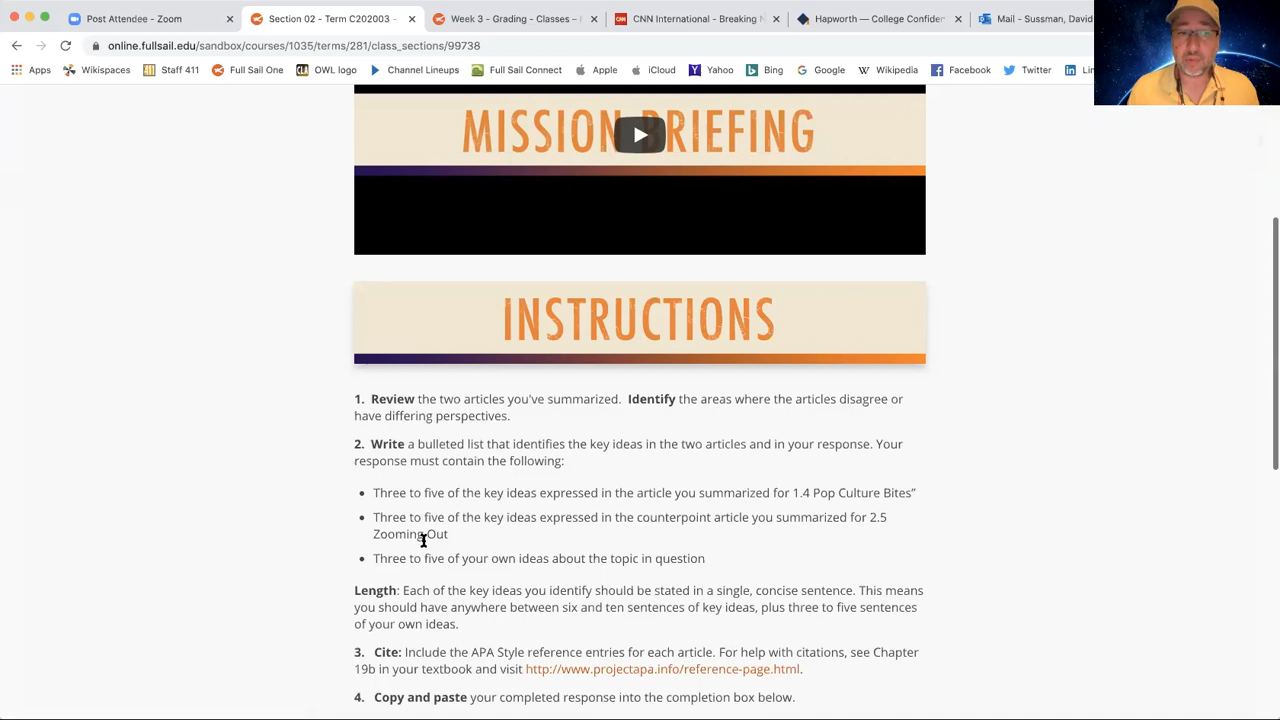 Post Attendee - Zoom
Section 02 - Term C202003 -
Week 3 - Grading - Classes –
CNN International - Breaking
Hapworth — College Confiden
Mail - Sussman, David
online.fullsail.edu/sandbox/courses/1035/terms/281/class_sections/99738
Apps Wikispaces Staff 411 Full Sail One OWL logo Channel Lineups Full Sail Connect Apple iCloud Yahoo Bing Google Wikipedia Facebook Twitter
MISSION BRIEFING
INSTRUCTIONS
1. Review the two articles you've summarized. Identify the areas where the articles disagree or
have differing perspectives.
2. Write a bulleted list that identifies the key ideas in the two articles and in your response. Your
response must contain the following:
• Three to five of the key ideas expressed in the article you summarized for 1.4 Pop Culture Bites”
• Three to five of the key ideas expressed in the counterpoint article you summarized for 2.5
Zooming Out
• Three to five of your own ideas about the topic in question
Length: Each of the key ideas you identify should be stated in a single, concise sentence. This means
you should have anywhere between six and ten sentences of key ideas, plus three to five sentences
of your own ideas.
3. Cite: Include the APA Style reference entries for each article. For help with citations, see Chapter
19b in your textbook and visit http://www.projectapa.info/reference-page.html.
4. Copy and paste your completed response into the completion box below.